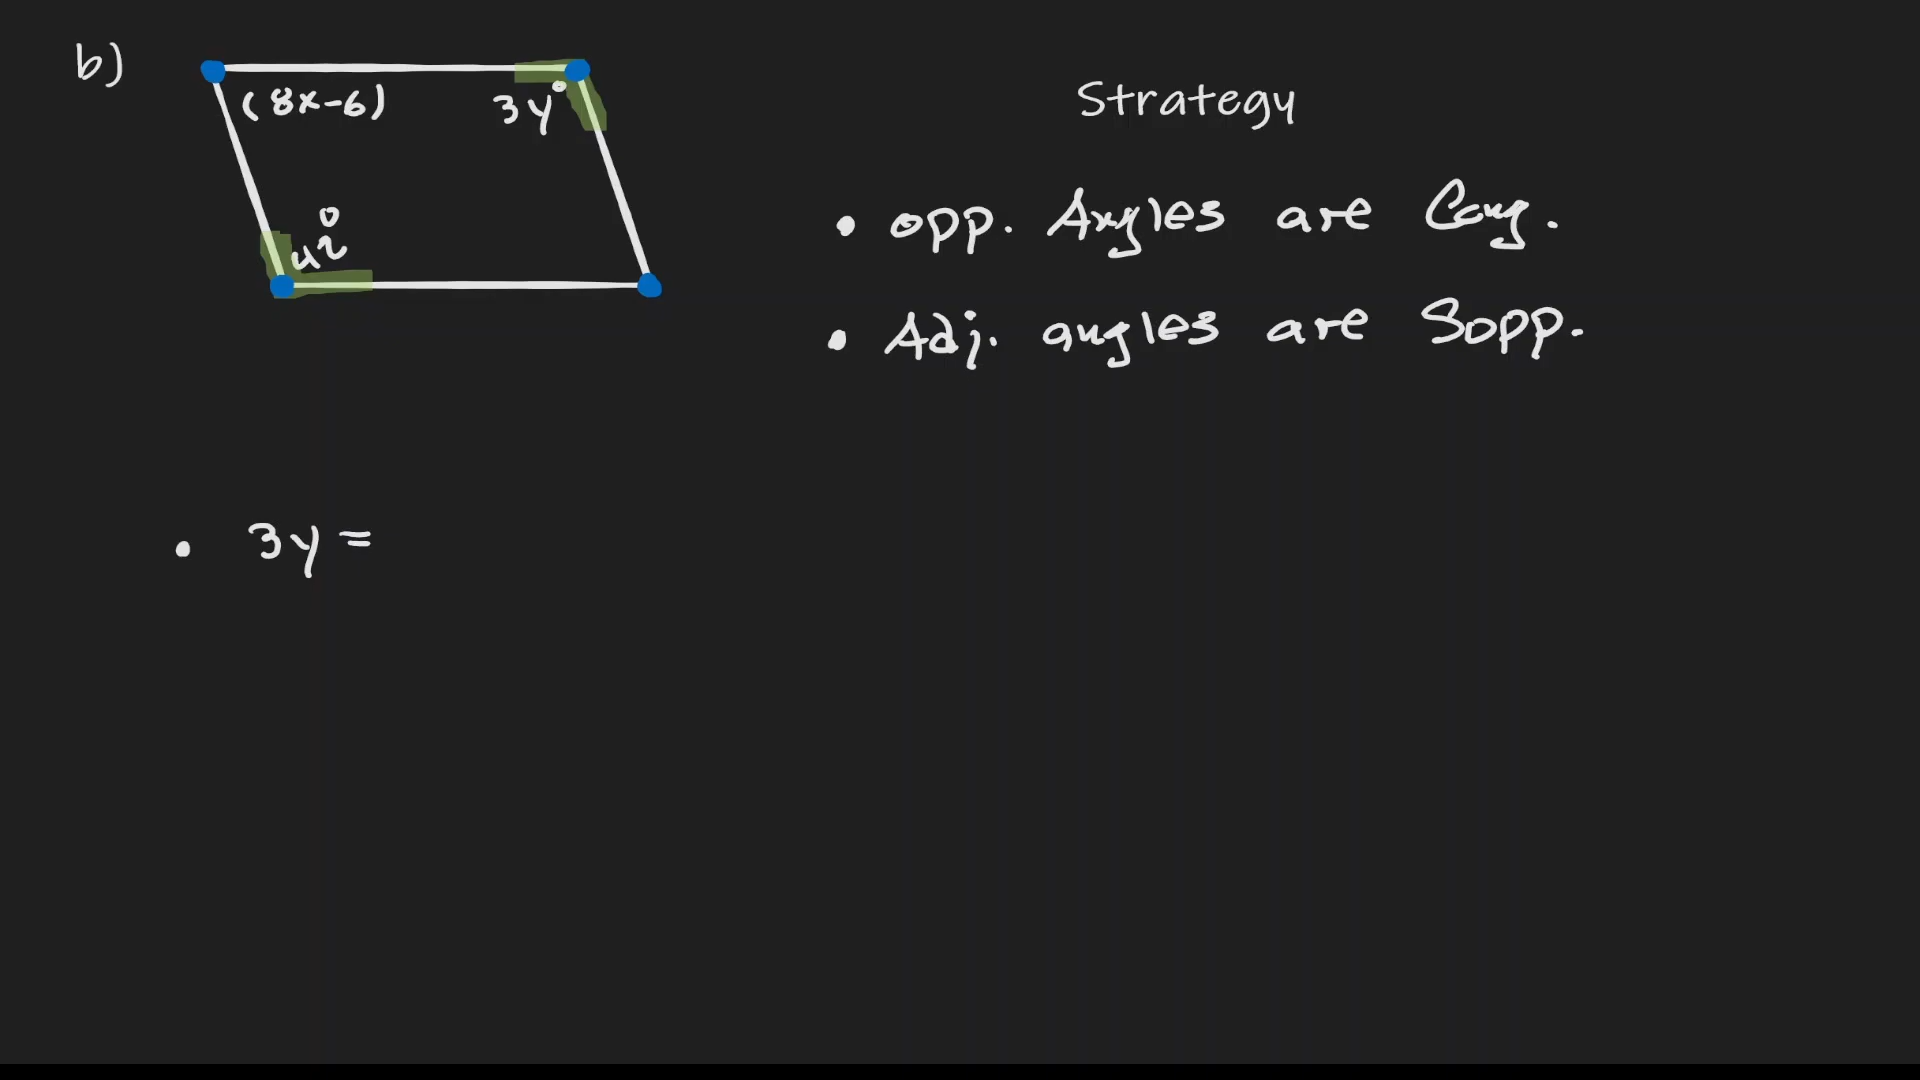 b)
(8x-6) 3y°
42°
Strategy
• opp. Angles are Cong.
• Adj. angles are Supp.
• 3y=